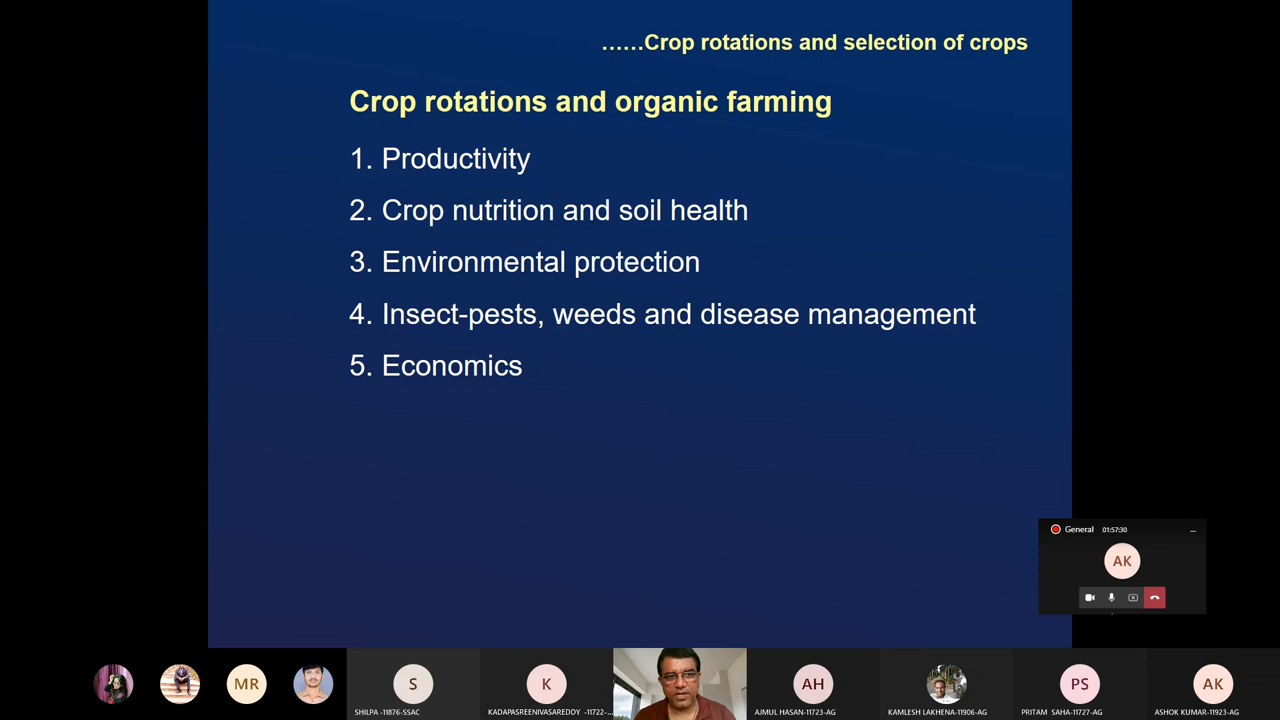 ......Crop rotations and selection of crops
Crop rotations and organic farming
1. Productivity
2. Crop nutrition and soil health
3. Environmental protection
4. Insect-pests, weeds and disease management
5. Economics
General 01:57:30
AK
MR
S
K
AH
PS
AK
SHILPA -11876-SSAC
KADAPASREENIVASAREDDY -11722-...
AJMUL HASAN-11723-AG
KAMLESH LAKHENA-11906-AG
PRITAM SAHA-11727-AG
ASHOK KUMAR-11923-AG